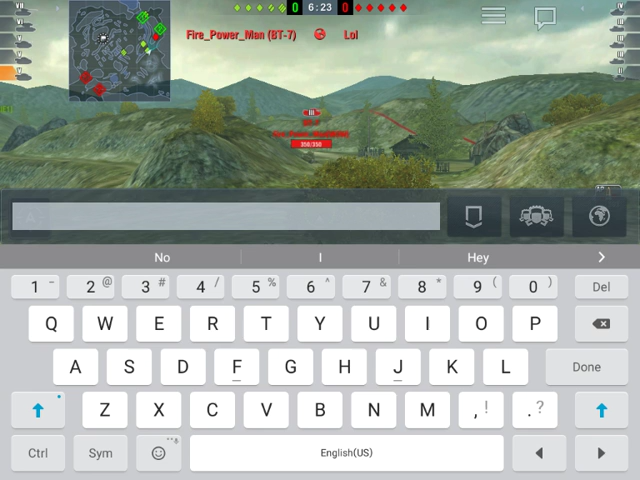 VII
V
V
V
0 6:23 0
Fire_Power_Man (BT-7) Lol
350/350
No I Hey
1 - 2 @ 3 # 4 / 5 % 6 ^ 7 & 8 * 9 ( 0 ) Del
Q W E R T Y U I O P
A S D F G H J K L Done
Z X C V B N M , ! . ?
Ctrl Sym English(US)